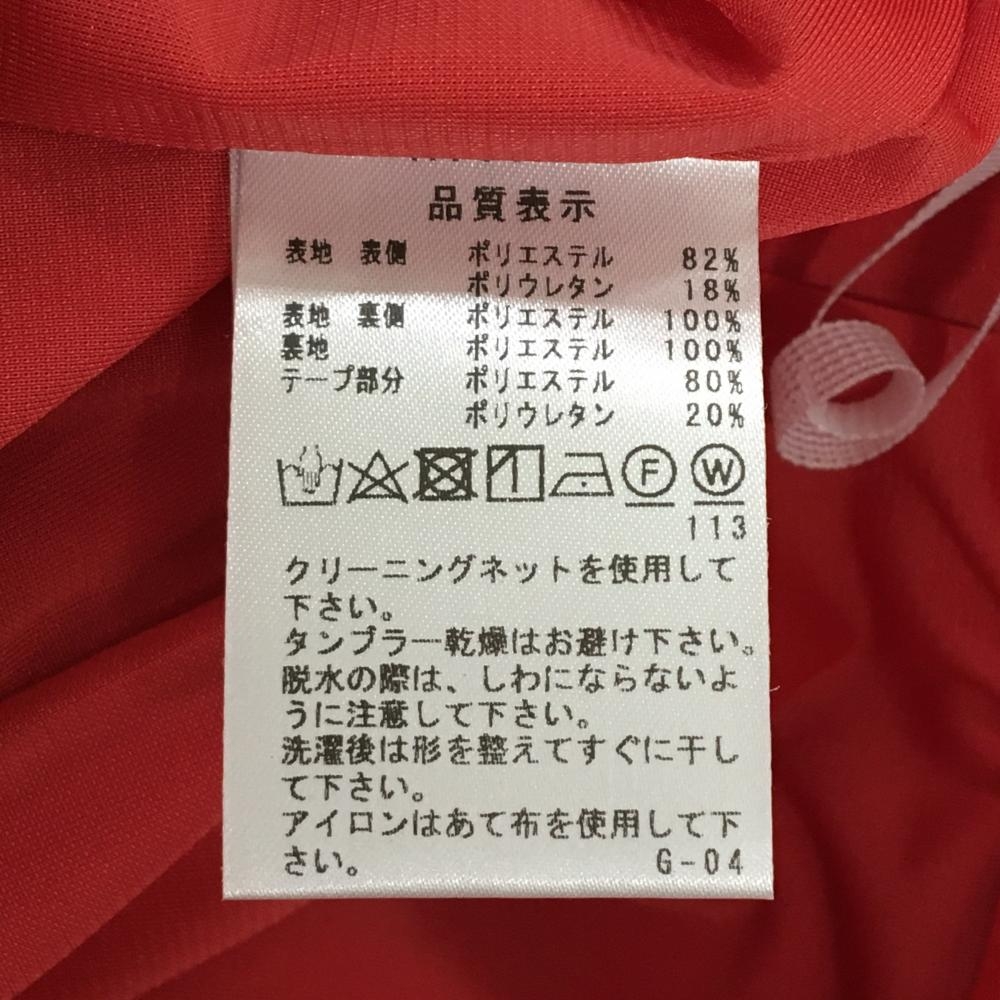 品質表示
表地 表側 ポリエステル 82%
ポリウレタン 18%
表地 裏側 ポリエステル 100%
裏地 ポリエステル 100%
テープ部分 ポリエステル 80%
ポリウレタン 20%
F W
113
クリーニングネットを使用して
下さい。
タンブラー乾燥はお避け下さい。
脱水の際は、しわにならないよ
うに注意して下さい。
洗濯後は形を整えてすぐに干し
て下さい。
アイロンはあて布を使用して下
さい。 G-04